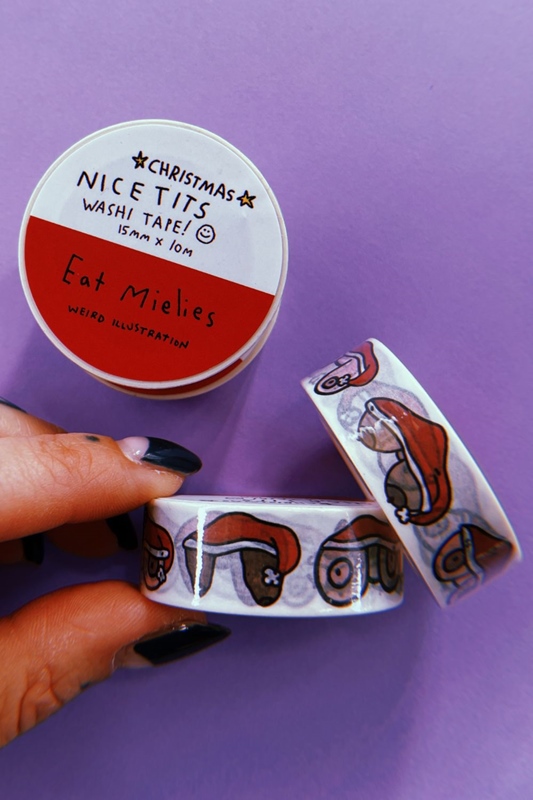 ★CHRISTMAS★
NICE TITS
WASHI TAPE! ☺
15mm x 10m
Eat Mielies
WEIRD ILLUSTRATION